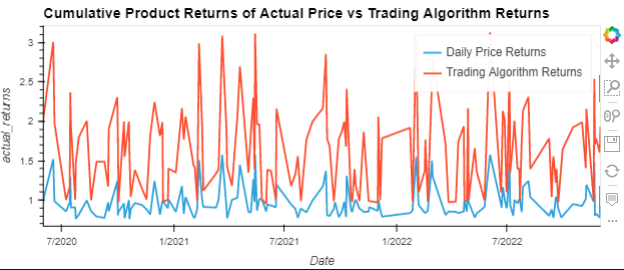 Cumulative Product Returns of Actual Price vs Trading Algorithm Returns
Daily Price Returns
Trading Algorithm Returns
actual_returns
3
2.5
2
1.5
1
7/2020
1/2021
7/2021
1/2022
7/2022
Date